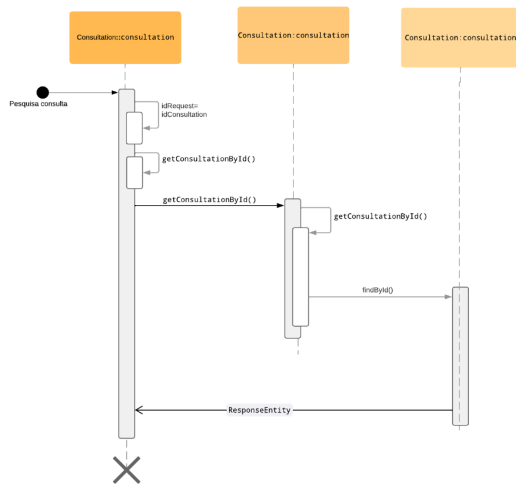 Consultation::consultation
Consultation:consultation
Consultation:consultation
Pesquisa consulta
idRequest=
idConsultation
getConsultationById()
getConsultationById()
getConsultationById()
findById()
ResponseEntity